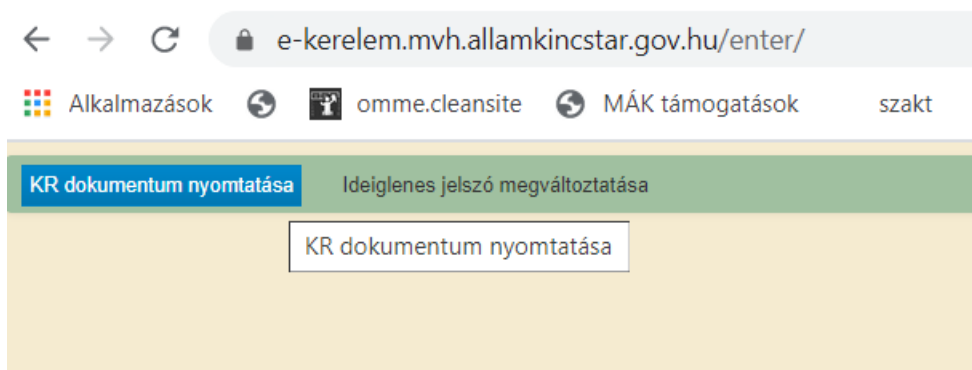 e-kerelem.mvh.allamkincstar.gov.hu/enter/
Alkalmazások omme.cleansite MÁK támogatások szakt
KR dokumentum nyomtatása Ideiglenes jelszó megváltoztatása
KR dokumentum nyomtatása